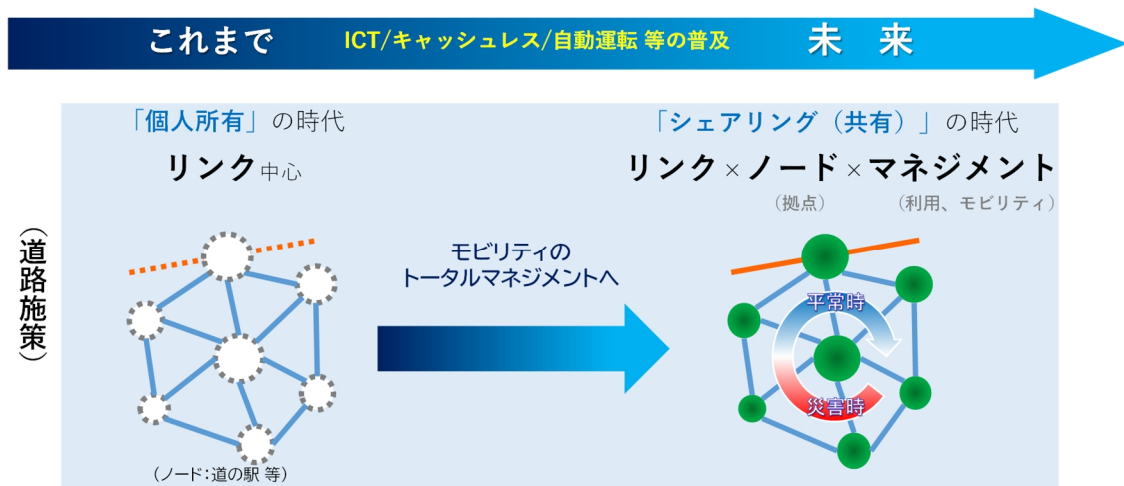 これまで ICT/キャッシュレス/自動運転 等の普及 未 来
「個人所有」の時代
リンク 中心
「シェアリング（共有）」の時代
リンク × ノード × マネジメント
（拠点） （利用、モビリティ）
（道路施策）
モビリティの
トータルマネジメントへ
平常時
災害時
（ノード：道の駅 等）